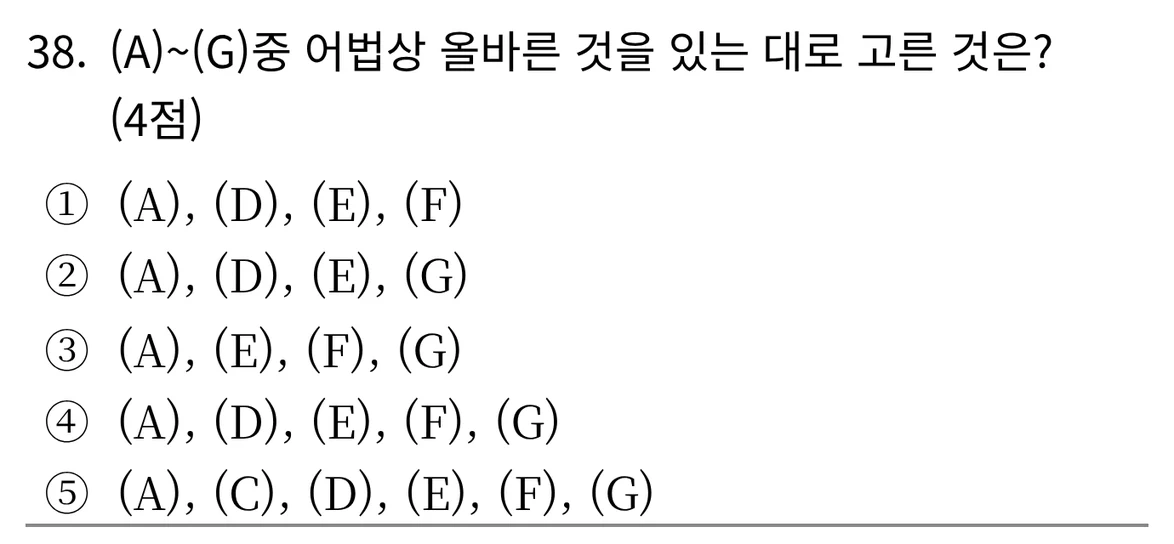 38. (A)~(G)중 어법상 올바른 것을 있는 대로 고른 것은?
(4점)
① (A), (D), (E), (F)
② (A), (D), (E), (G)
③ (A), (E), (F), (G)
④ (A), (D), (E), (F), (G)
⑤ (A), (C), (D), (E), (F), (G)